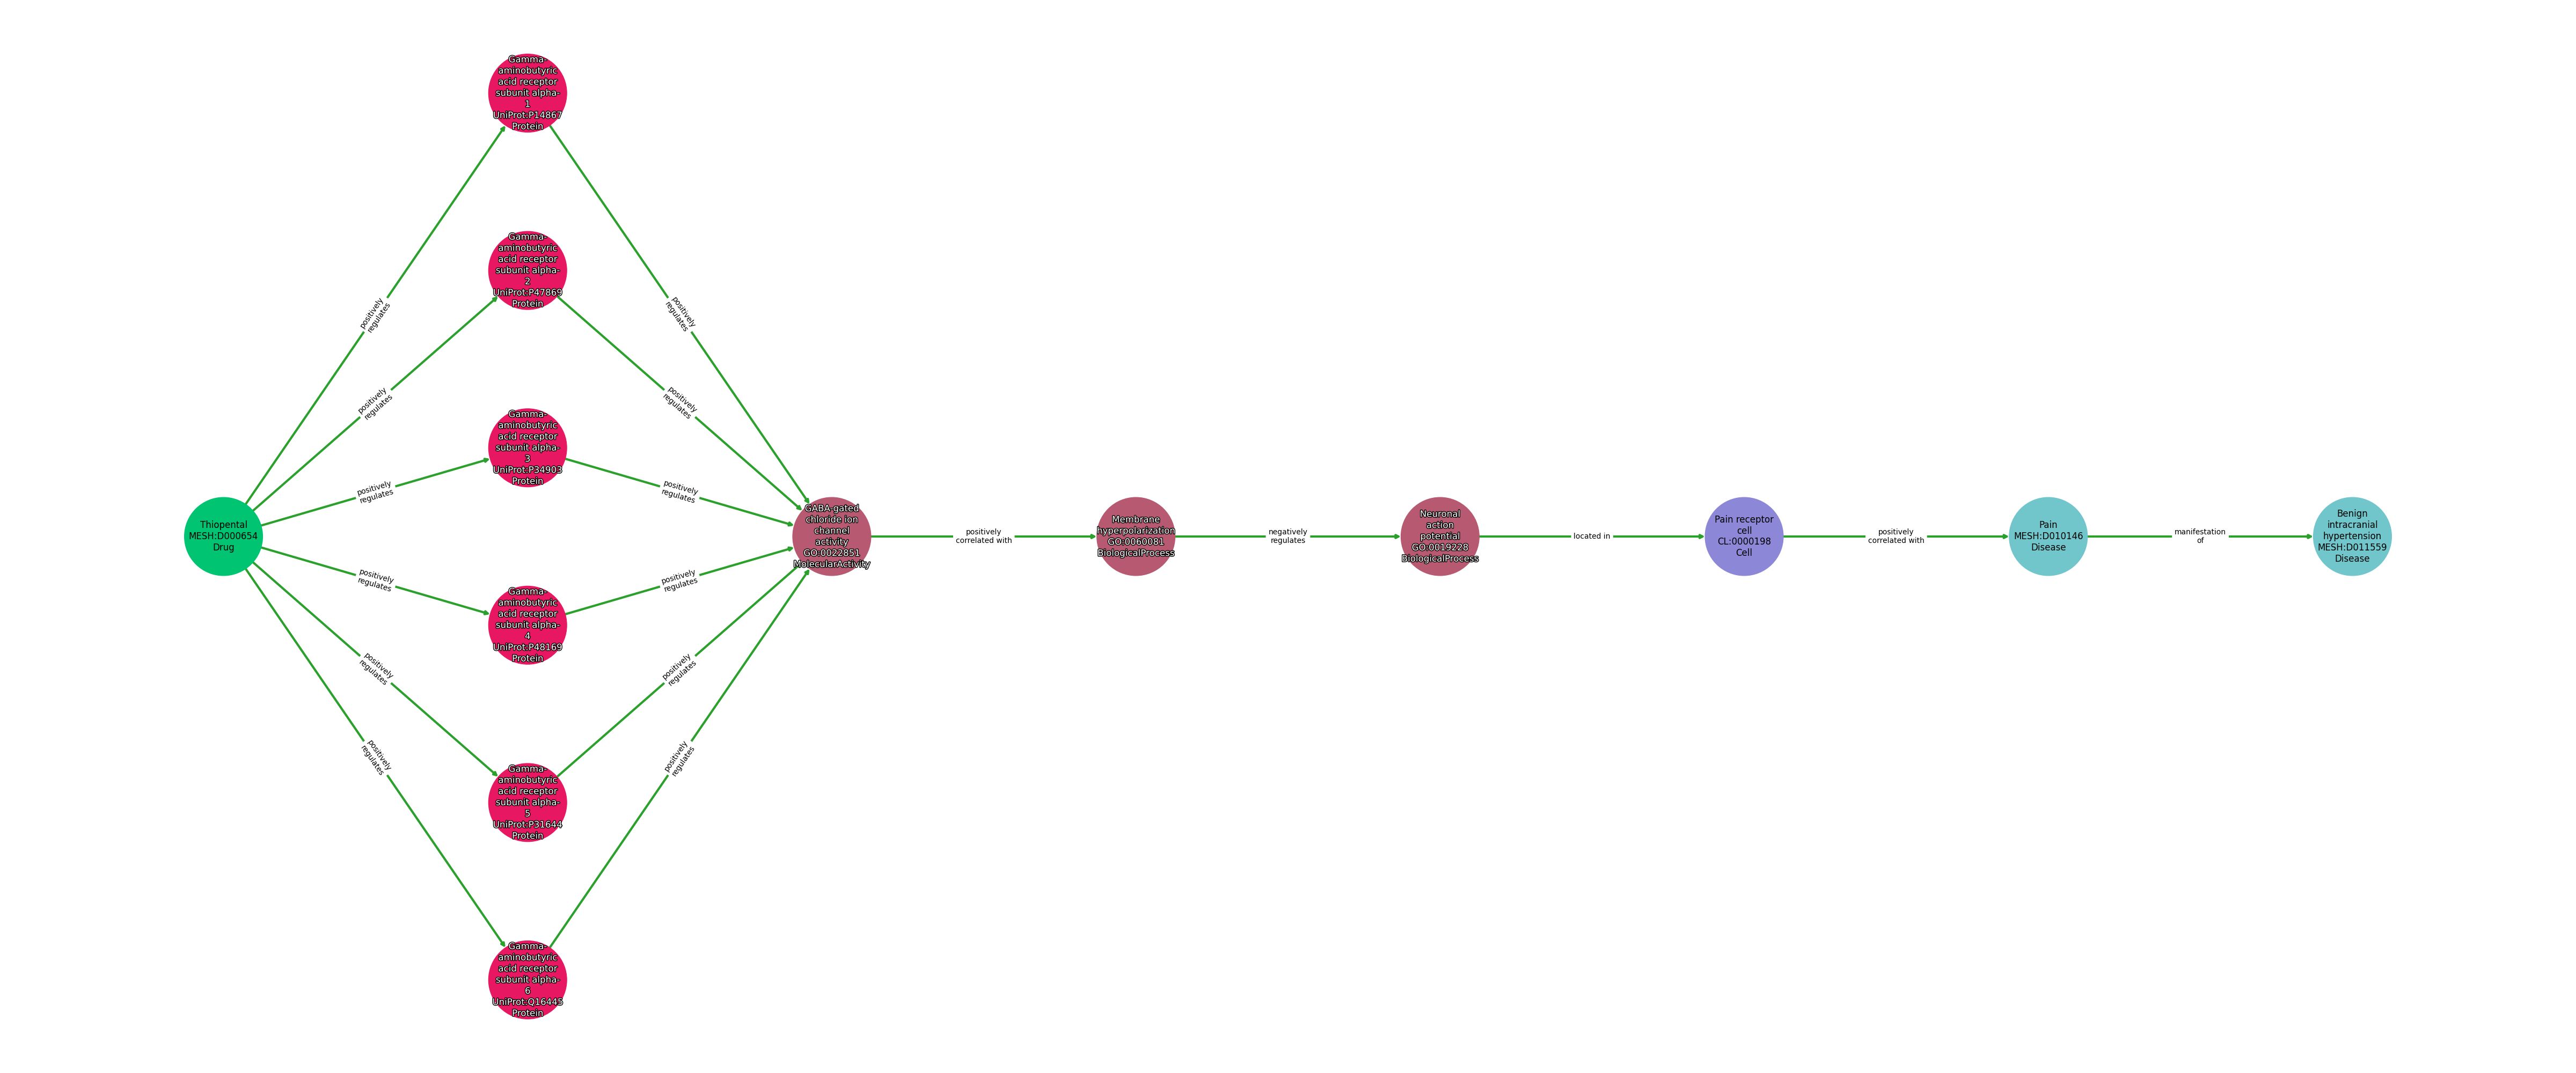 Gamma-
aminobutyric
acid receptor
subunit alpha-
1
UniProt:P14867
Protein
Gamma-
aminobutyric
acid receptor
subunit alpha-
2
UniProt:P47869
Protein
positively
regulates
positively
regulates
positively
regulates
positively
regulates
Gamma-
aminobutyric
acid receptor
subunit alpha-
3
UniProt:P34903
Protein
positively
regulates
positively
regulates
Thiopental
MESH:D000654
Drug
GABA-gated
chloride ion
channel
activity
GO:0022851
MolecularActivity
positively
correlated with
Membrane
hyperpolarization
GO:0060081
BiologicalProcess
negatively
regulates
Neuronal
action
potential
GO:0019228
BiologicalProcess
located in
Pain receptor
cell
CL:0000198
Cell
positively
correlated with
Pain
MESH:D010146
Disease
manifestation
of
Benign
intracranial
hypertension
MESH:D011559
Disease
positively
regulates
positively
regulates
Gamma-
aminobutyric
acid receptor
subunit alpha-
4
UniProt:P48169
Protein
positively
regulates
positively
regulates
positively
regulates
positively
regulates
Gamma-
aminobutyric
acid receptor
subunit alpha-
5
UniProt:P31644
Protein
Gamma-
aminobutyric
acid receptor
subunit alpha-
6
UniProt:Q16445
Protein